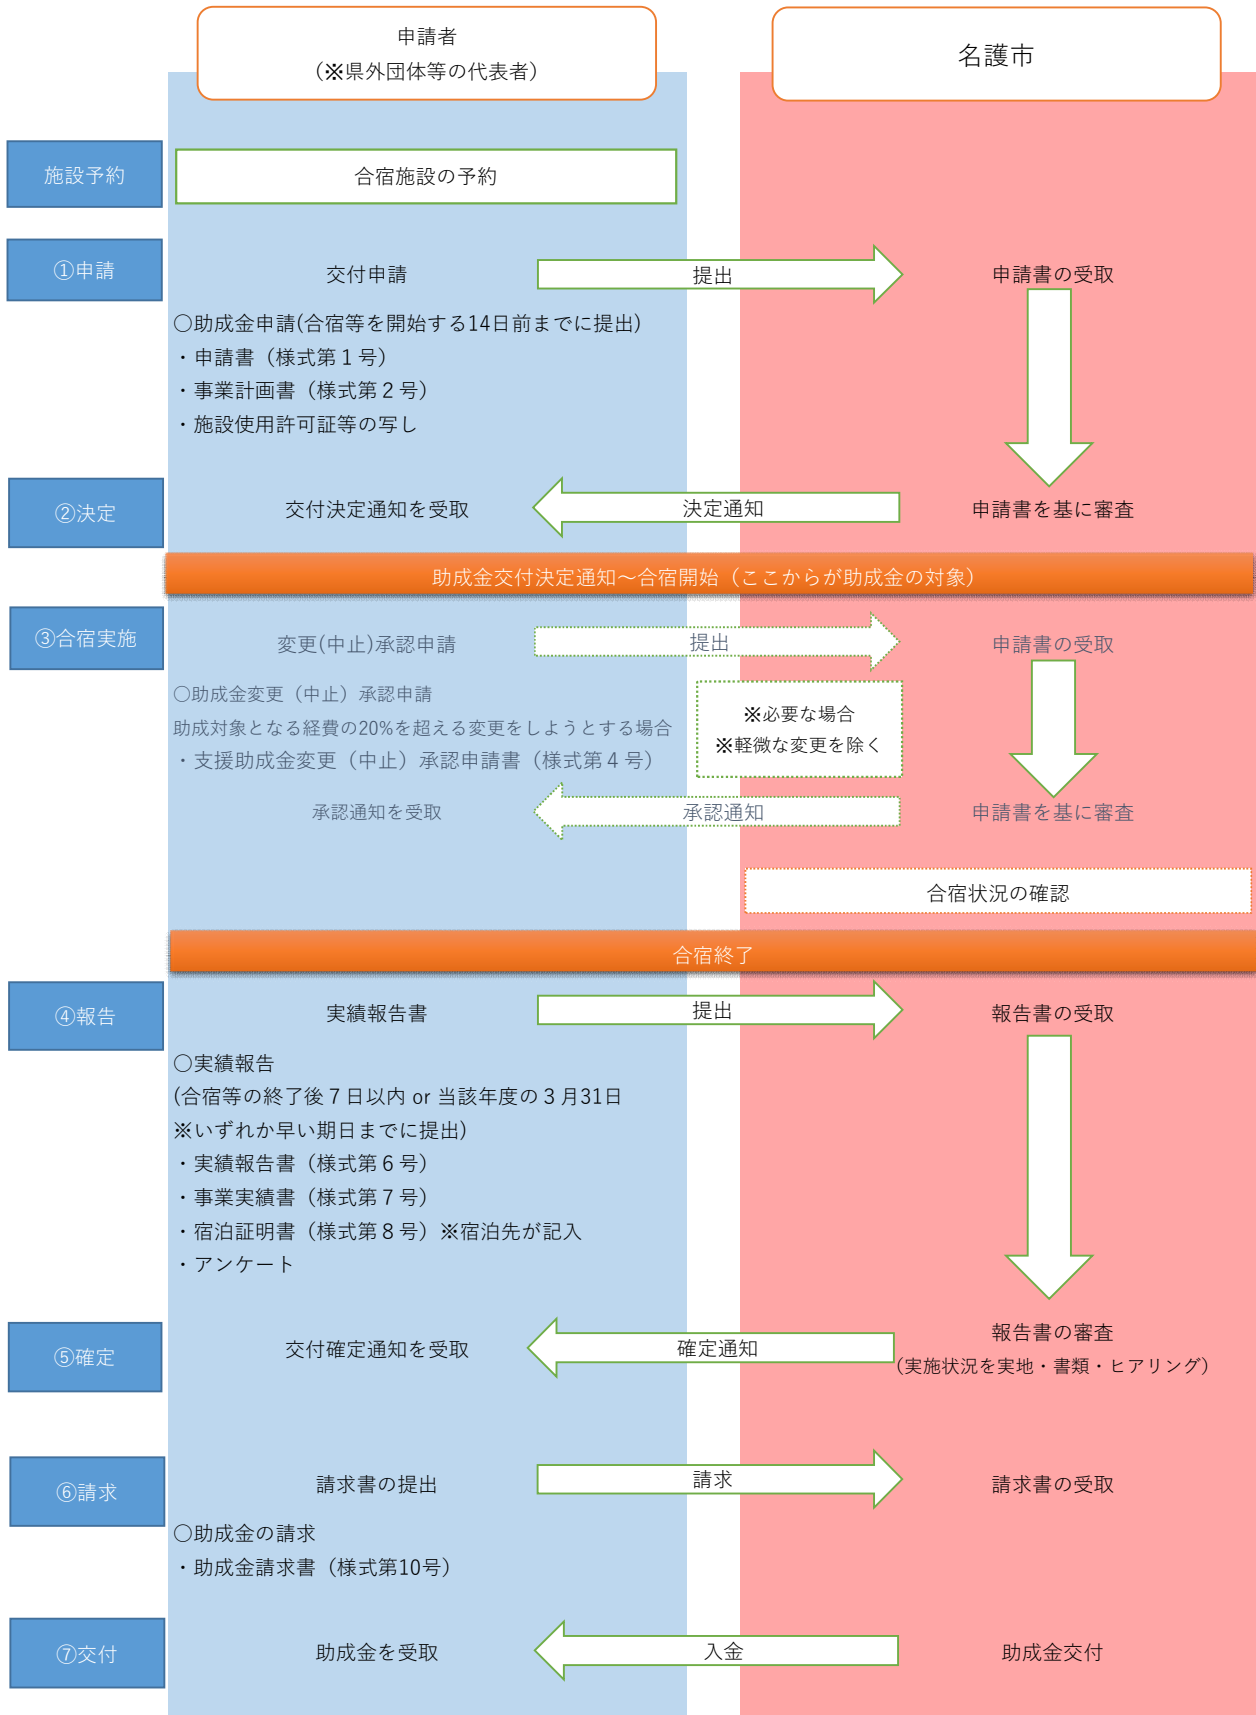 申請者
（※県外団体等の代表者）
名護市
施設予約
合宿施設の予約
①申請
交付申請
提出
申請書の受取
○助成金申請(合宿等を開始する14日前までに提出)
・申請書（様式第１号）
・事業計画書（様式第２号）
・施設使用許可証等の写し
②決定
交付決定通知を受取
決定通知
申請書を基に審査
助成金交付決定通知～合宿開始（ここからが助成金の対象）
③合宿実施
変更(中止)承認申請
提出
申請書の受取
○助成金変更（中止）承認申請
助成対象となる経費の20%を超える変更をしようとする場合
・支援助成金変更（中止）承認申請書（様式第４号）
※必要な場合
※軽微な変更を除く
承認通知を受取
承認通知
申請書を基に審査
合宿状況の確認
合宿終了
④報告
実績報告書
提出
報告書の受取
○実績報告
(合宿等の終了後７日以内 or 当該年度の３月31日
※いずれか早い期日までに提出)
・実績報告書（様式第６号）
・事業実績書（様式第７号）
・宿泊証明書（様式第８号）※宿泊先が記入
・アンケート
⑤確定
交付確定通知を受取
確定通知
報告書の審査
（実施状況を実地・書類・ヒアリング）
⑥請求
請求書の提出
請求
請求書の受取
○助成金の請求
・助成金請求書（様式第10号）
⑦交付
助成金を受取
入金
助成金交付